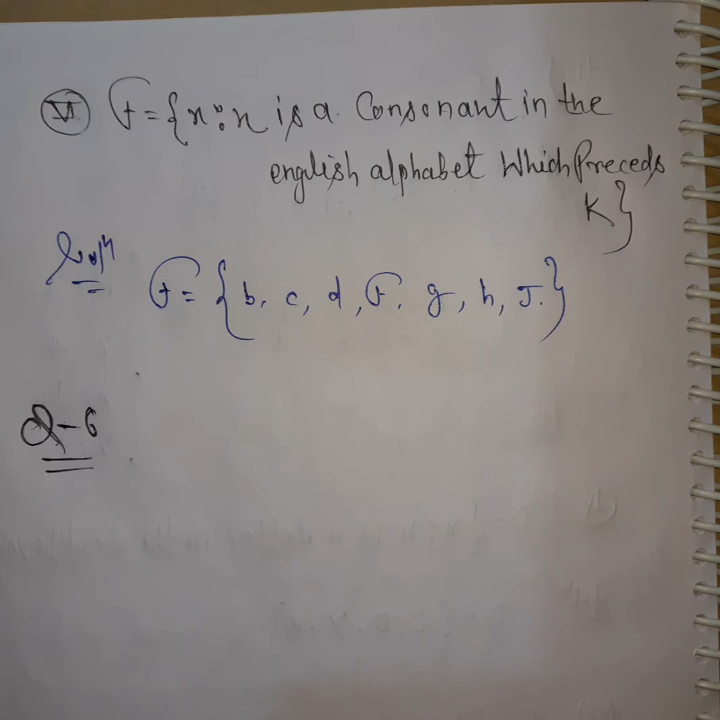 VI F = {x : x is a Consonant in the
english alphabet Which Preceds
K}
Solⁿ F = {b, c, d, F, g, h, J.}
Q-6